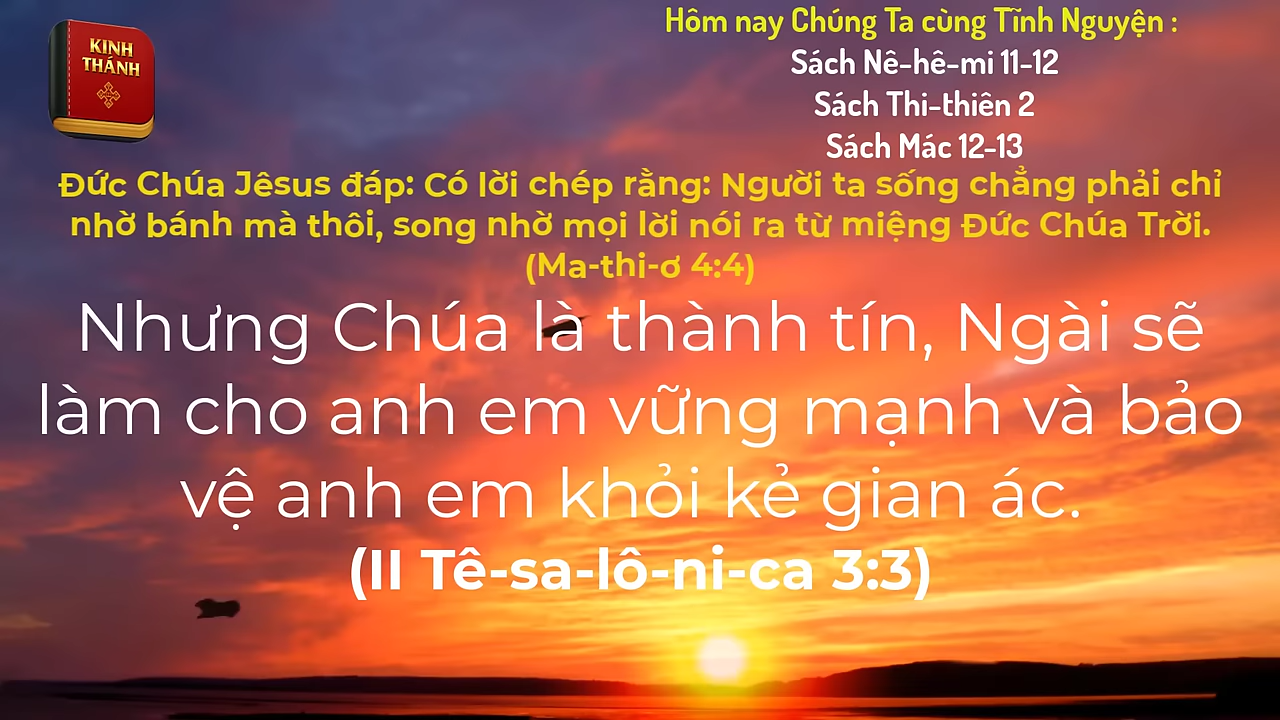 KINH
THÁNH
Hôm nay Chúng Ta cùng Tĩnh Nguyện :
Sách Nê-hê-mi 11-12
Sách Thi-thiên 2
Sách Mác 12-13
Đức Chúa Jêsus đáp: Có lời chép rằng: Người ta sống chẳng phải chỉ
nhờ bánh mà thôi, song nhờ mọi lời nói ra từ miệng Đức Chúa Trời.
(Ma-thi-ơ 4:4)
Nhưng Chúa là thành tín, Ngài sẽ
làm cho anh em vững mạnh và bảo
vệ anh em khỏi kẻ gian ác.
(II Tê-sa-lô-ni-ca 3:3)